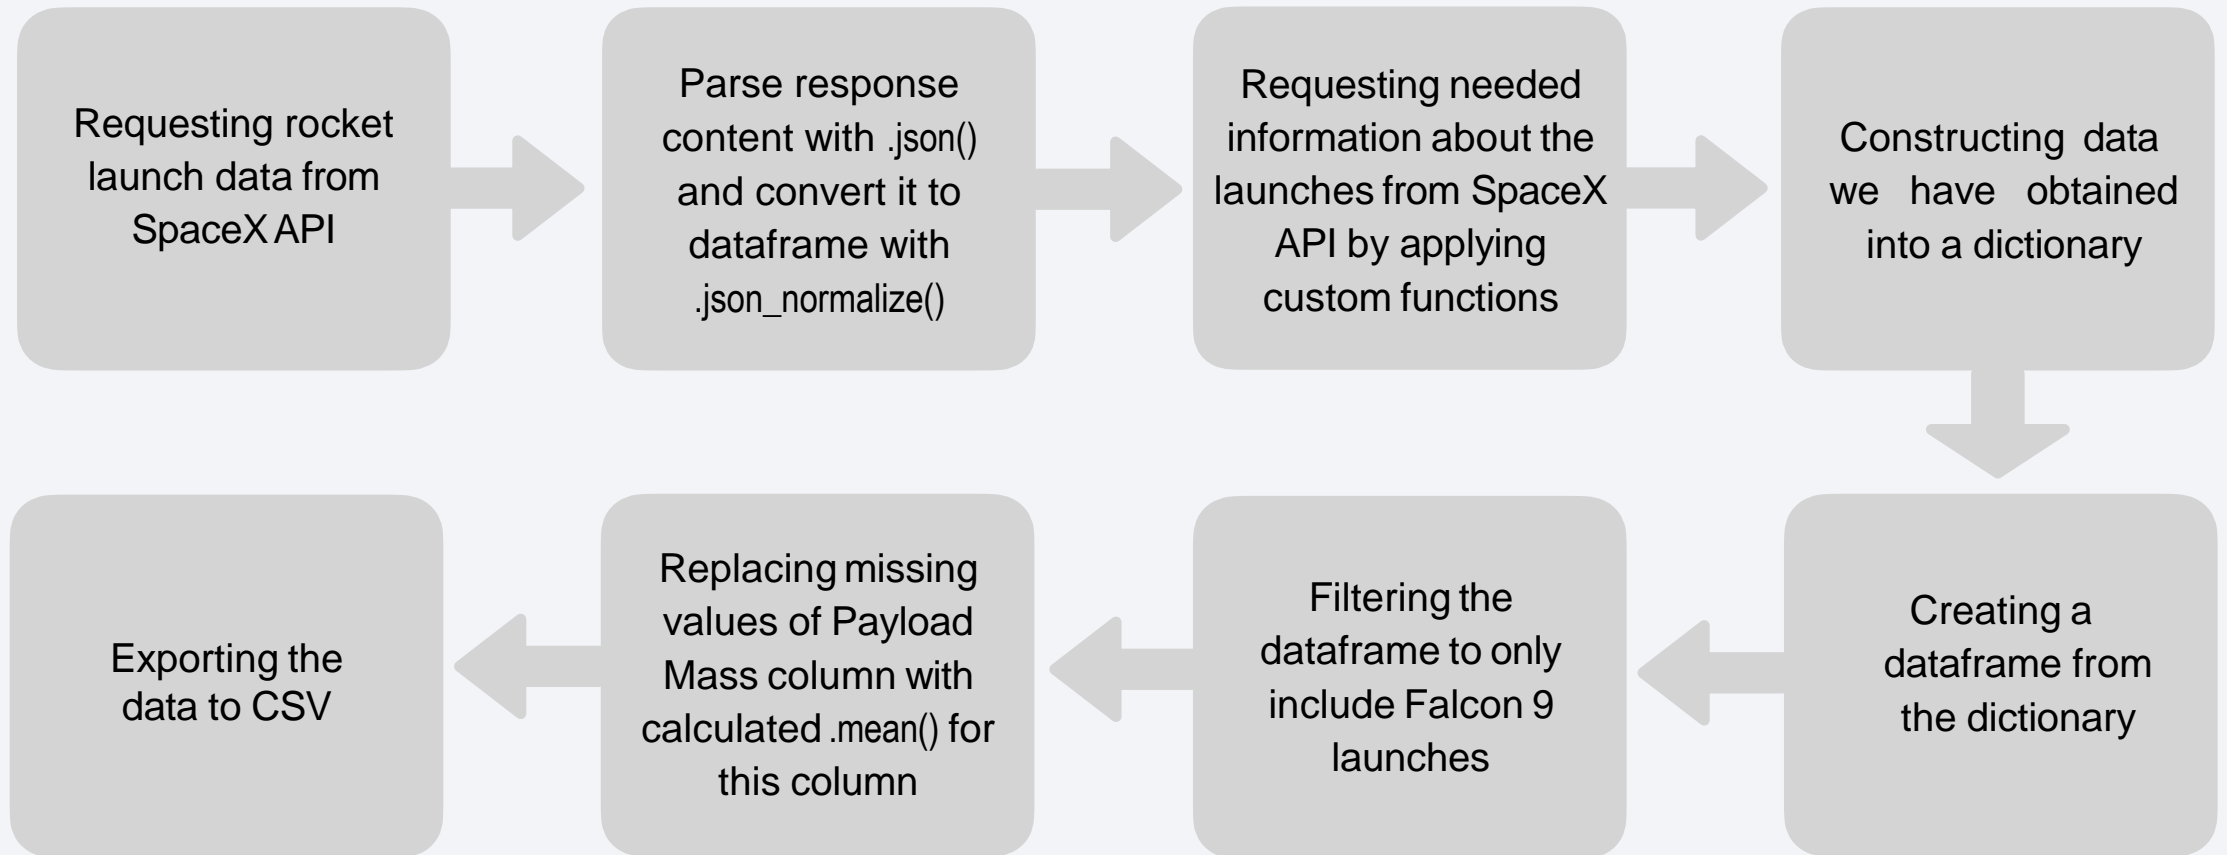 Requesting rocket
launch data from
SpaceX API
Parse response
content with .json()
and convert it to
dataframe with
.json_normalize()
Requesting needed
information about the
launches from SpaceX
API by applying
custom functions
Constructing data
we have obtained
into a dictionary
Creating a
dataframe from
the dictionary
Filtering the
dataframe to only
include Falcon 9
launches
Replacing missing
values of Payload
Mass column with
calculated .mean() for
this column
Exporting the
data to CSV